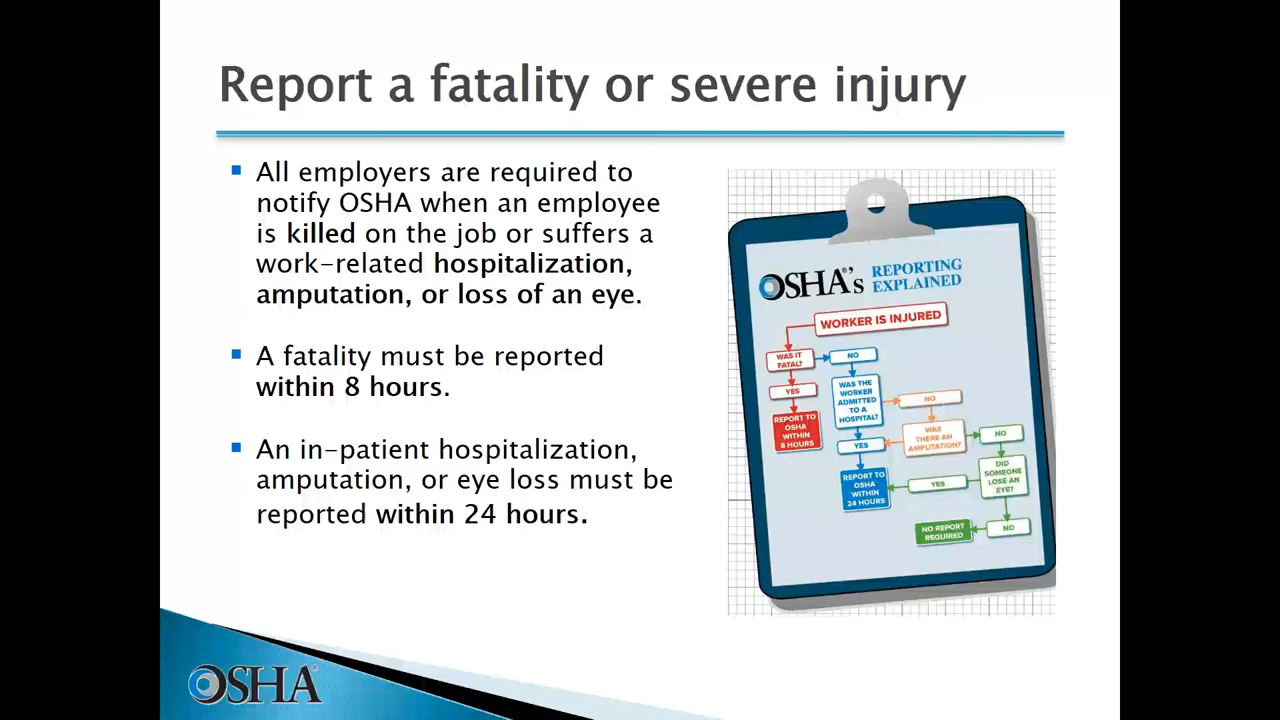 Report a fatality or severe injury
▪ All employers are required to
notify OSHA when an employee
is killed on the job or suffers a
work-related hospitalization,
amputation, or loss of an eye.
▪ A fatality must be reported
within 8 hours.
▪ An in-patient hospitalization,
amputation, or eye loss must be
reported within 24 hours.
OSHA®'s REPORTING
EXPLAINED
WORKER IS INJURED
WAS IT
FATAL?
NO
YES
REPORT TO
OSHA WITHIN
8 HOURS
WAS THE
WORKER
ADMITTED
TO A
HOSPITAL?
NO
YES
WAS
THERE AN
AMPUTATION?
NO
REPORT TO
OSHA
WITHIN
24 HOURS
YES
DID
SOMEONE
LOSE AN
EYE?
NO REPORT
REQUIRED
NO
OSHA®